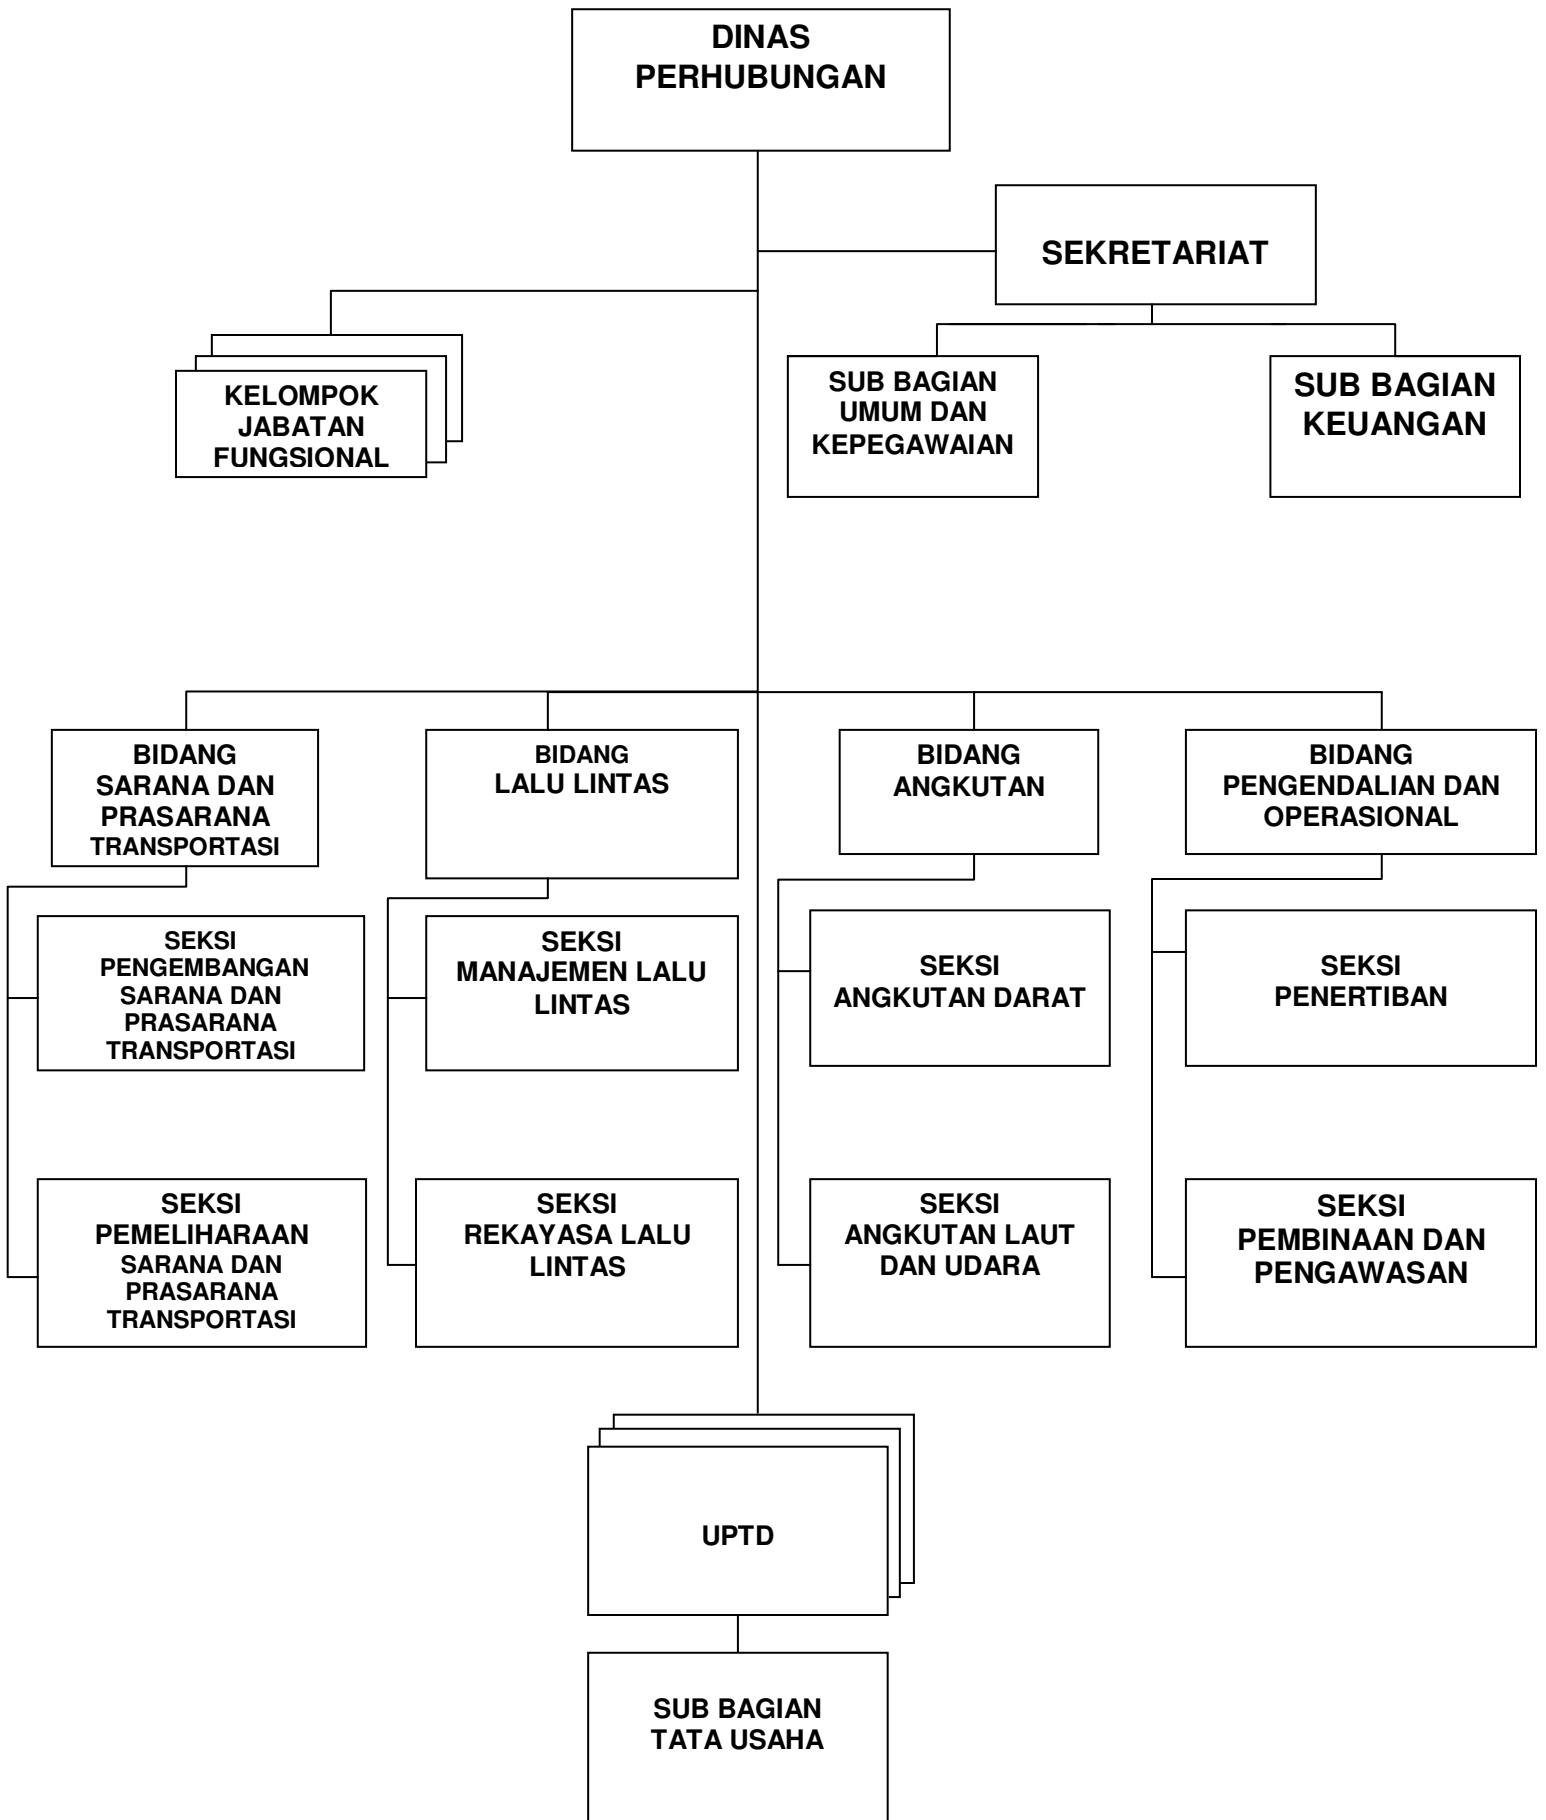 DINAS
PERHUBUNGAN
SEKRETARIAT
KELOMPOK
JABATAN
FUNGSIONAL
SUB BAGIAN
UMUM DAN
KEPEGAWAIAN
SUB BAGIAN
KEUANGAN
BIDANG
SARANA DAN
PRASARANA
TRANSPORTASI
BIDANG
LALU LINTAS
BIDANG
ANGKUTAN
BIDANG
PENGENDALIAN DAN
OPERASIONAL
SEKSI
PENGEMBANGAN
SARANA DAN
PRASARANA
TRANSPORTASI
SEKSI
MANAJEMEN LALU
LINTAS
SEKSI
ANGKUTAN DARAT
SEKSI
PENERTIBAN
SEKSI
PEMELIHARAAN
SARANA DAN
PRASARANA
TRANSPORTASI
SEKSI
REKAYASA LALU
LINTAS
SEKSI
ANGKUTAN LAUT
DAN UDARA
SEKSI
PEMBINAAN DAN
PENGAWASAN
UPTD
SUB BAGIAN
TATA USAHA